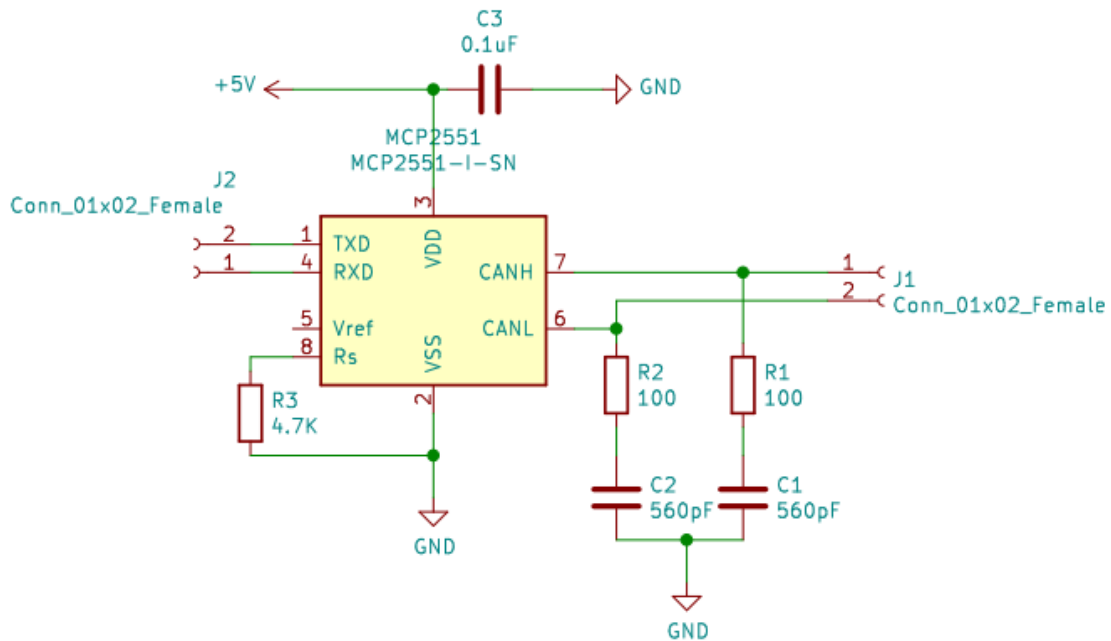 C3
0.1uF
+5V
GND
MCP2551
MCP2551-I-SN
J2
Conn_01x02_Female
3
2
1
TXD
VDD
1
4
RXD
CANH
7
1
J1
2
Conn_01x02_Female
5
Vref
CANL
6
8
Rs
VSS
2
R3
4.7K
R2
100
R1
100
C2
560pF
C1
560pF
GND
GND